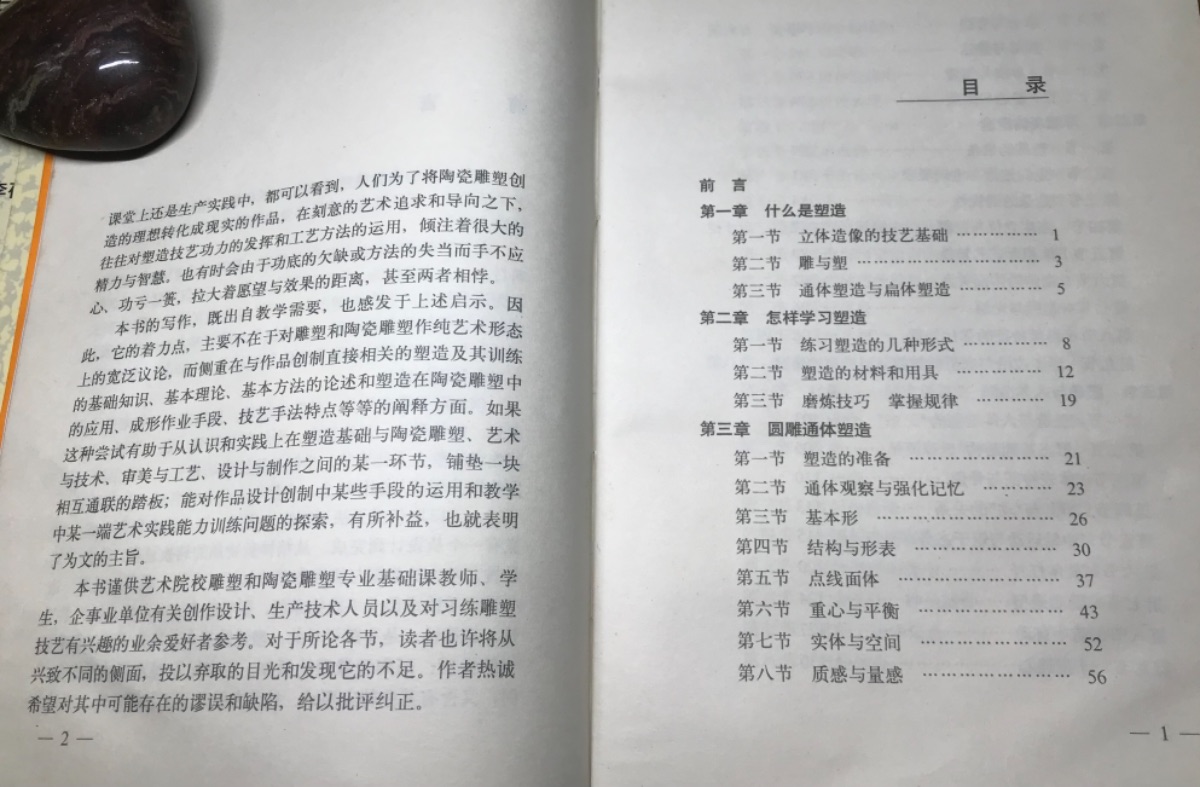 课堂上还是生产实践中，都可以看到，人们为了将陶瓷雕塑创
造的理想转化成现实的作品，在刻意的艺术追求和导向之下，
往往对塑造技艺功力的发挥和工艺方法的运用，倾注着很大的
精力与智慧。也有时会由于功底的欠缺或方法的失当而手不应
心、功亏一篑，拉大着愿望与效果的距离，甚至两者相悖。
本书的写作，既出自教学需要，也感发于上述启示。因
此，它的着力点，主要不在于对雕塑和陶瓷雕塑作纯艺术形态
上的宽泛议论，而侧重在与作品创制直接相关的塑造及其训练
的基础知识、基本理论、基本方法的论述和塑造在陶瓷雕塑中
的应用、成形作业手段、技艺手法特点等等的阐释方面。如果
这种尝试有助于从认识和实践上在塑造基础与陶瓷雕塑、艺术
与技术、审美与工艺、设计与制作之间的某一环节，铺垫一块
相互通联的踏板；能对作品设计创制中某些手段的运用和教学
中某一端艺术实践能力训练问题的探索，有所补益，也就表明
了为文的主旨。
本书谨供艺术院校雕塑和陶瓷雕塑专业基础课教师、学
生，企事业单位有关创作设计、生产技术人员以及对习练雕塑
技艺有兴趣的业余爱好者参考。对于所论各节，读者也许将从
兴致不同的侧面，投以弃取的目光和发现它的不足。作者热诚
希望对其中可能存在的谬误和缺陷，给以批评纠正。
— 2 —
目 录
前 言
第一章 什么是塑造
第一节 立体造像的技艺基础 …………… 1
第二节 雕与塑 …………………………… 3
第三节 通体塑造与扁体塑造 …………… 5
第二章 怎样学习塑造
第一节 练习塑造的几种形式 …………… 8
第二节 塑造的材料和用具 …………… 12
第三节 磨炼技巧 掌握规律 ………… 19
第三章 圆雕通体塑造
第一节 塑造的准备 …………………… 21
第二节 通体观察与强化记忆 ………… 23
第三节 基本形 ………………………… 26
第四节 结构与形表 …………………… 30
第五节 点线面体 ……………………… 37
第六节 重心与平衡 …………………… 43
第七节 实体与空间 …………………… 52
第八节 质感与量感 …………………… 56
— 1 —